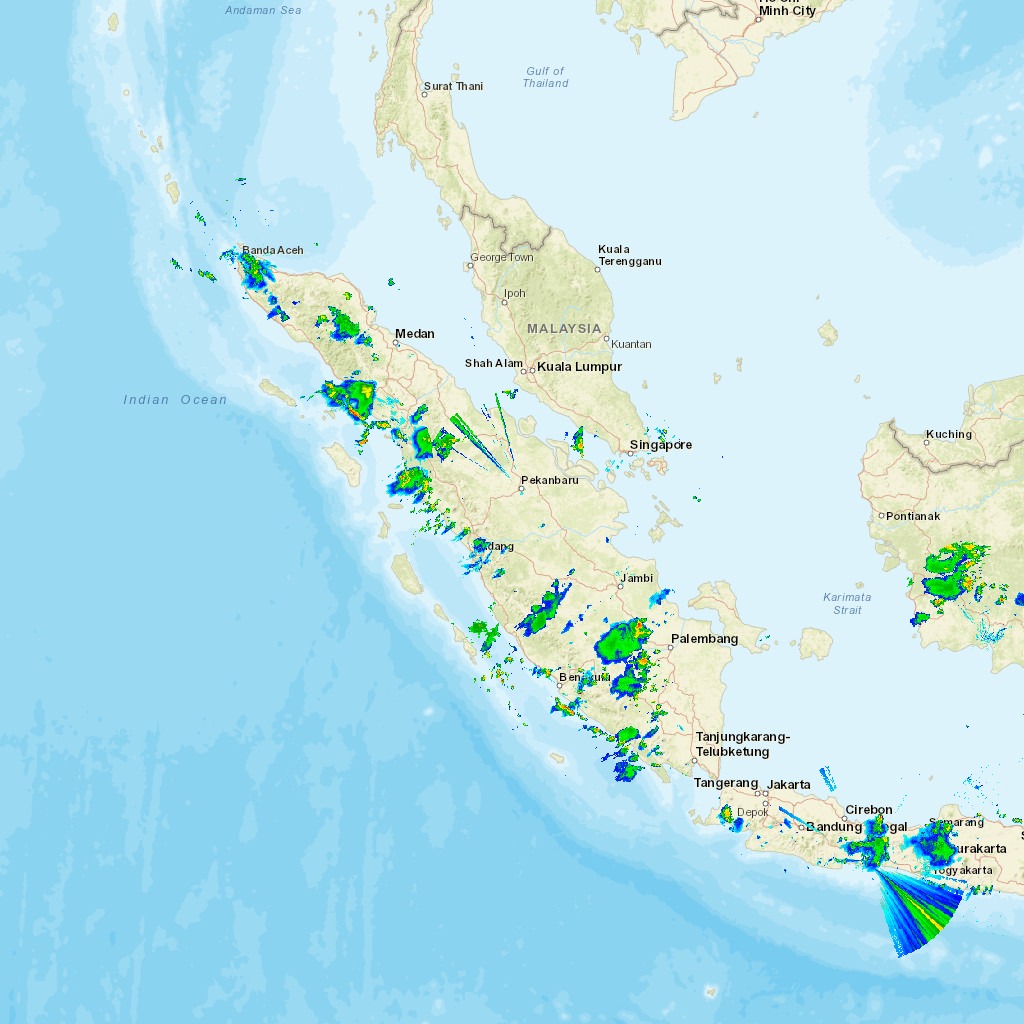 Andaman Sea
Minh City
Gulf of
Thailand
Surat Thani
Banda Aceh
Kuala
Terengganu
George Town
Ipoh
MALAYSIA
Medan
Kuantan
Shah Alam
Kuala Lumpur
Indian Ocean
Kuching
Singapore
Pekanbaru
Pontianak
Jambi
Karimata
Strait
Palembang
Tanjungkarang-
Telubketung
Tangerang
Jakarta
Depok
Cirebon
Bandung
Semarang
Yogyakarta